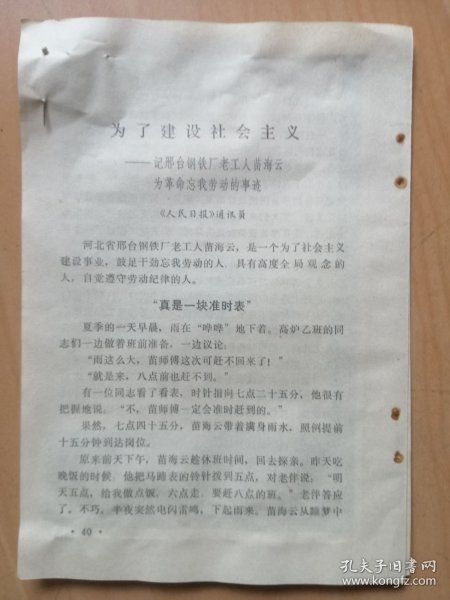 为了建设社会主义
——记邢台钢铁厂老工人苗海云
为革命忘我劳动的事迹
《人民日报》通讯员
河北省邢台钢铁厂老工人苗海云，是一个为了社会主义
建设事业，鼓足干劲忘我劳动的人，具有高度全局观念的
人，自觉遵守劳动纪律的人。
“真是一块准时表”
夏季的一天早晨，雨在“哗哗”地下着。高炉乙班的同
志们一边做着班前准备，一边议论：
“雨这么大，苗师傅这次可赶不回来了！”
“就是来，八点前也赶不到。”
有一位同志看了看表，时针指向七点二十五分，他很有
把握地说：“不，苗师傅一定会准时赶到的。”
果然，七点四十五分，苗海云带着满身雨水，照例提前
十五分钟到达岗位。
原来前天下午，苗海云趁休班时间，回去探亲。昨天吃
晚饭的时候，他把马蹄表的铃针拨到五点，对老伴说：“明
天五点，给我做点饭，六点走，要赶八点的班。”老伴答应
了。不巧，半夜突然电闪雷鸣，下起雨来。苗海云从睡梦中
· 40 ·
孔夫子旧书网
www.kongfz.com